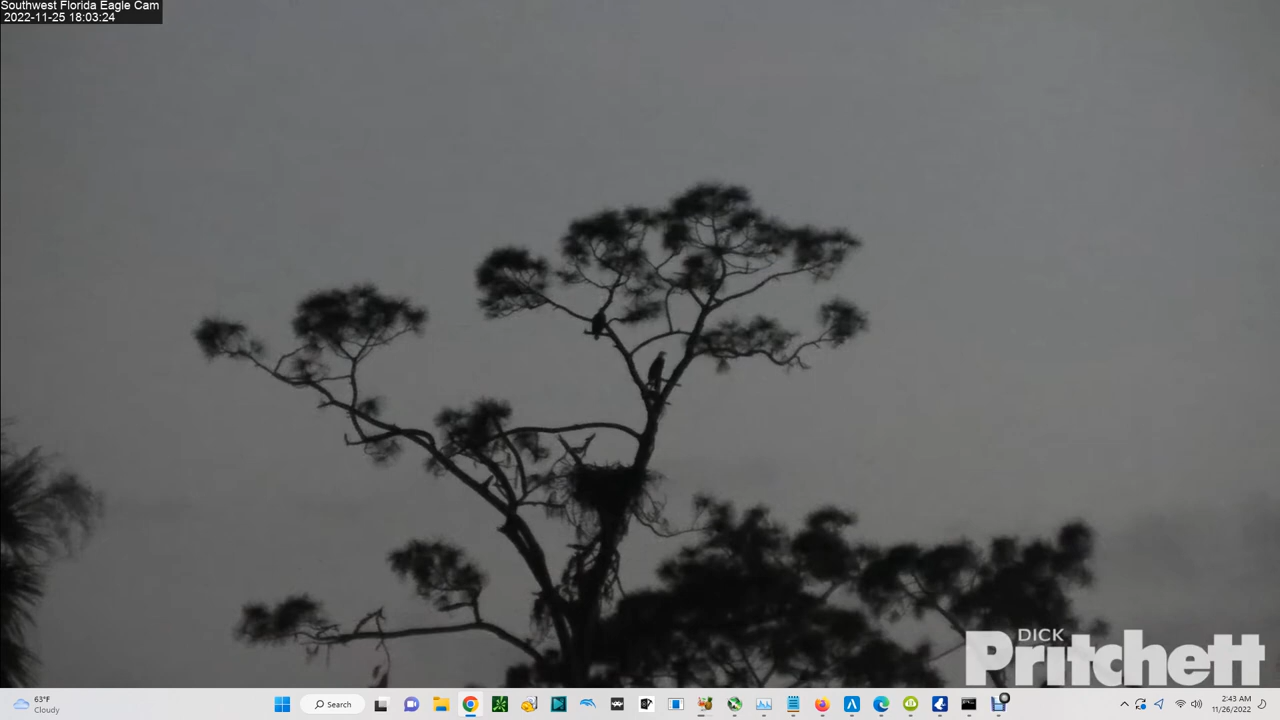 Southwest Florida Eagle Cam
2022-11-25 18:03:24
DICK
Pritchett
63°F
Cloudy
Search
2:43 AM
11/26/2022